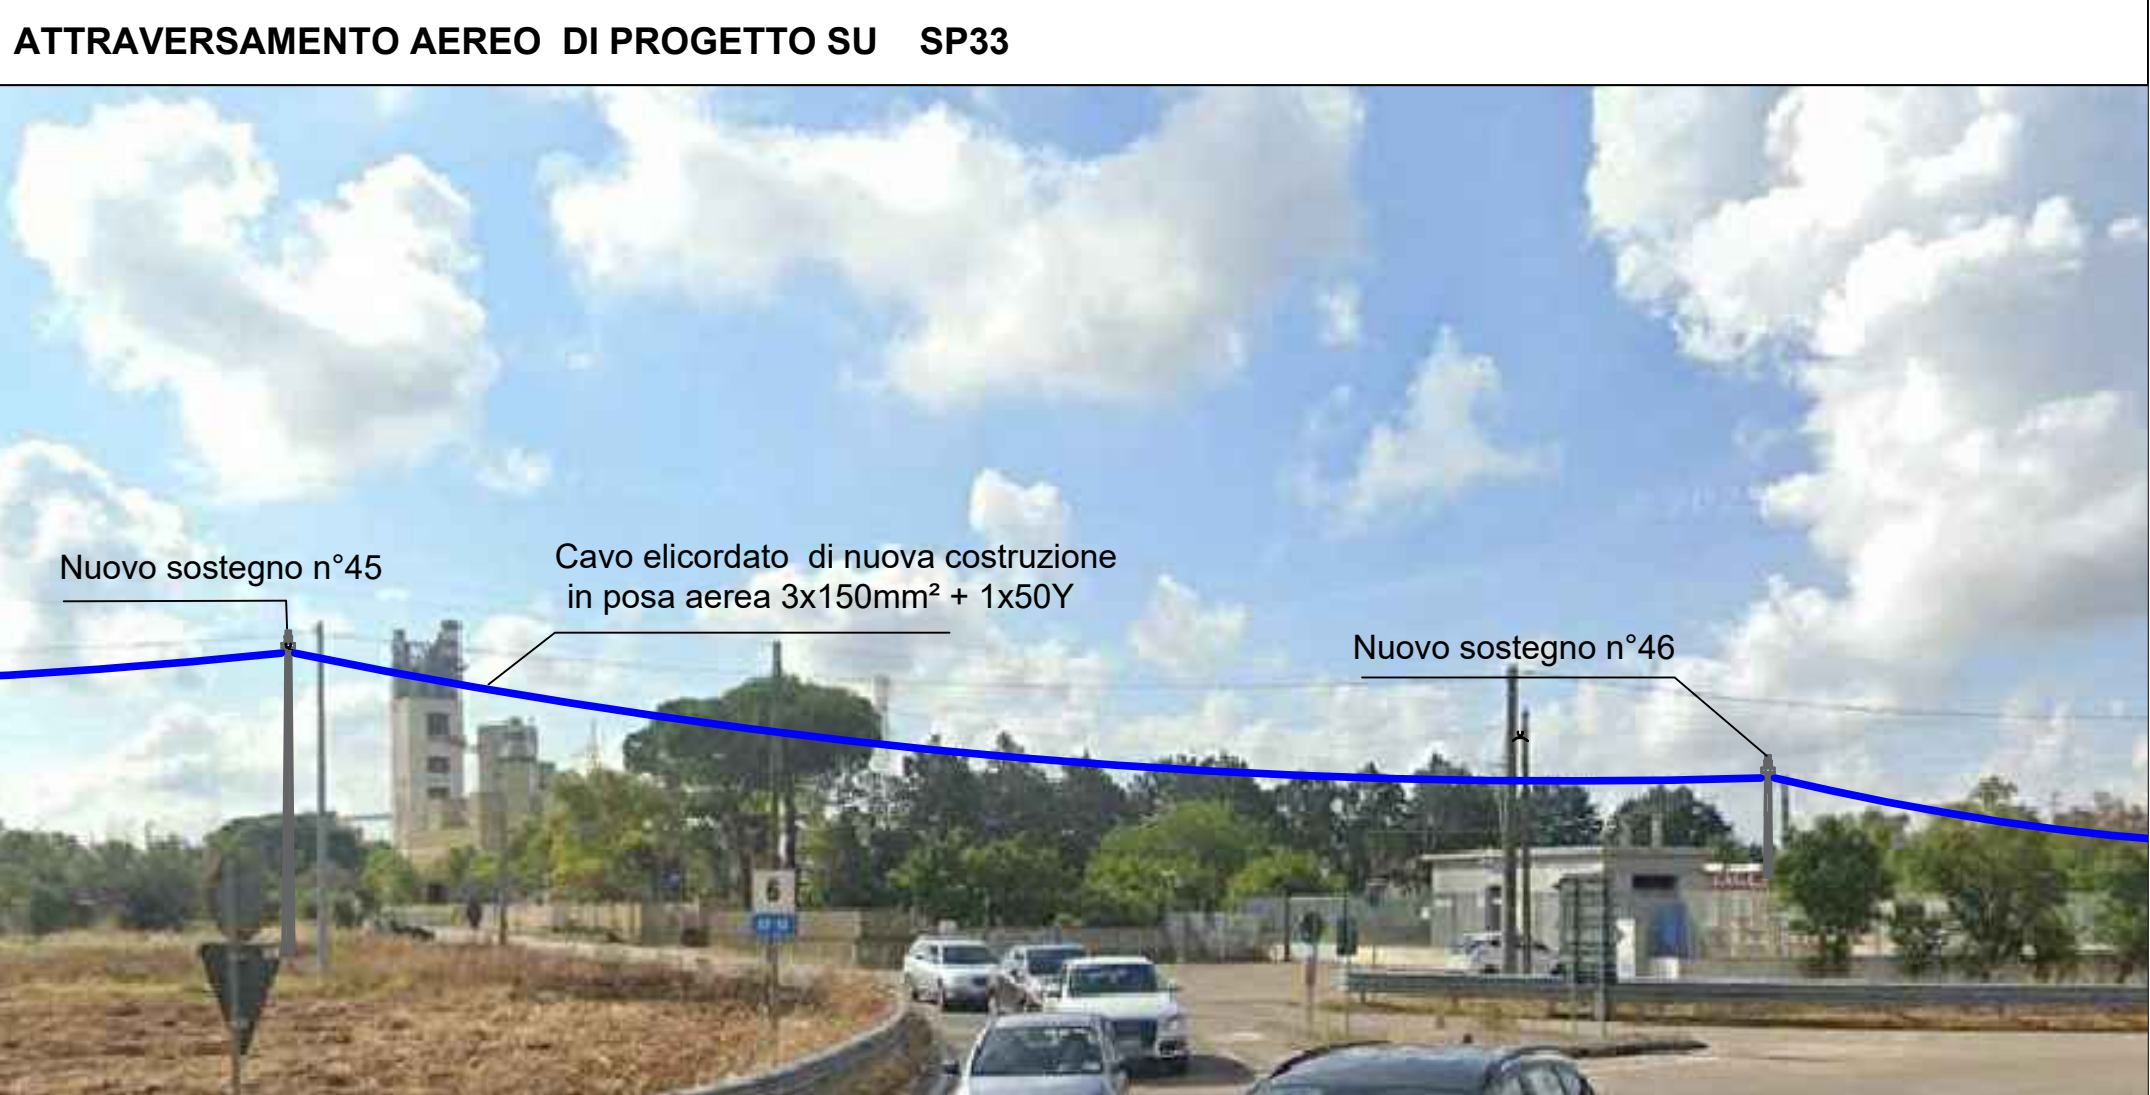 ATTRAVERSAMENTO AEREO DI PROGETTO SU SP33
Nuovo sostegno n°45
Cavo elicordato di nuova costruzione
in posa aerea 3x150mm² + 1x50Y
Nuovo sostegno n°46
6